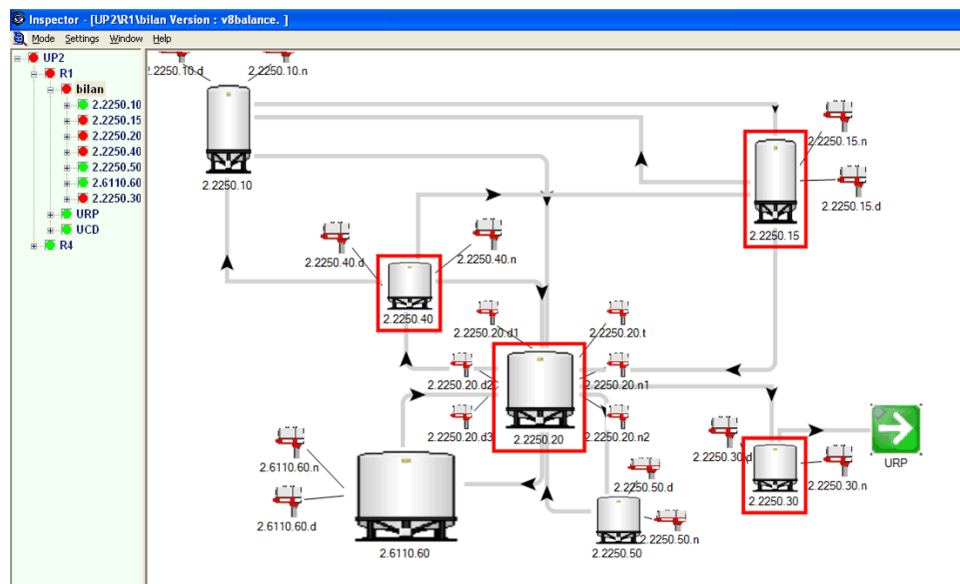 Inspector - [UP2\R1\bilan Version : v8balance. ]
Mode Settings Window Help
UP2
R1
bilan
2.2250.10
2.2250.15
2.2250.20
2.2250.40
2.2250.50
2.6110.60
2.2250.30
URP
UCD
R4
2.2250.10.d
2.2250.10.n
2.2250.10
2.2250.15.n
2.2250.15.d
2.2250.15
2.2250.40.d
2.2250.40.n
2.2250.40
2.2250.20.d1
2.2250.20.t
2.2250.20.d2
2.2250.20.n1
2.2250.20.d3
2.2250.20.n2
2.2250.20
2.2250.30.d
2.2250.30.n
2.2250.30
URP
2.6110.60.n
2.6110.60.d
2.6110.60
2.2250.50.d
2.2250.50.n
2.2250.50